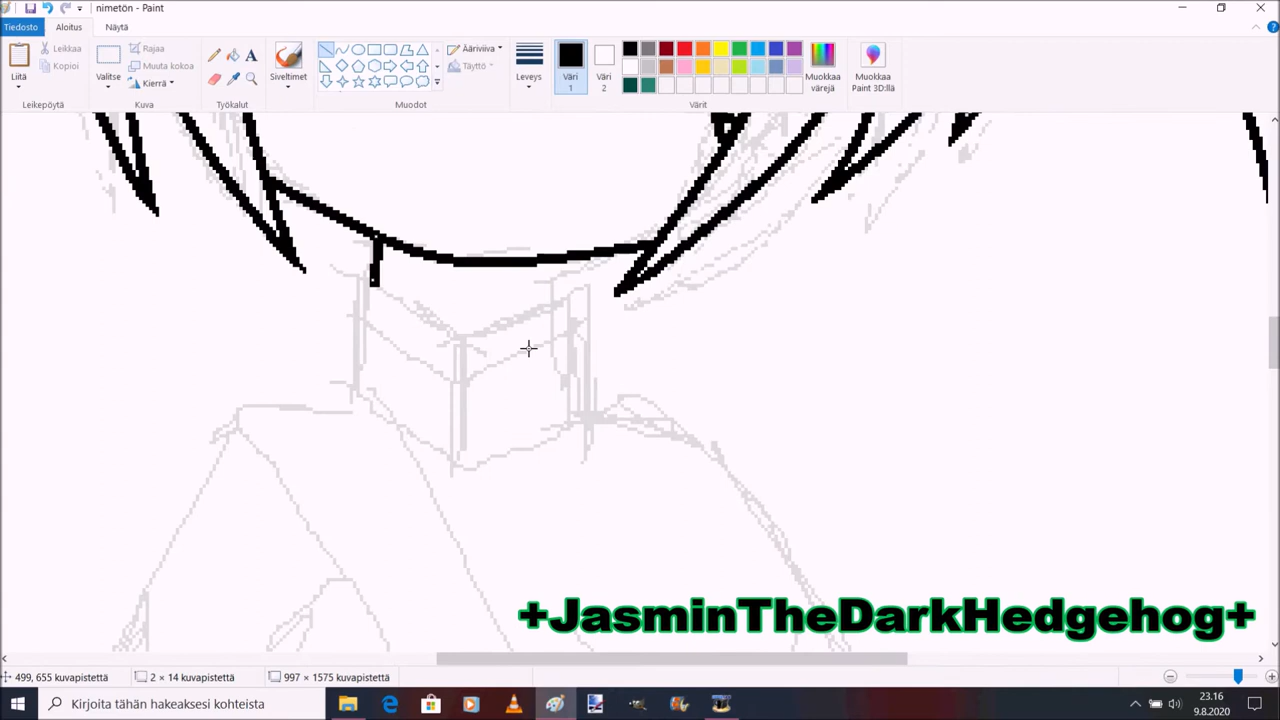 nimetön - Paint
Tiedosto Aloitus Näytä
Liitä
Leikkaa
Kopioi
Leikepöytä
Valitse
Rajaa
Muuta kokoa
Kierrä
Kuva
A
Työkalut
Siveltimet
Ääriviiva
Täyttö
Muodot
Leveys
Väri
1
Väri
2
Värit
Muokkaa
värejä
Muokkaa
Paint 3D:llä
+JasminTheDarkHedgehog+
499, 655 kuvapistettä
2 × 14 kuvapistettä
997 × 1575 kuvapistettä
Kirjoita tähän hakeaksesi kohteista
23.16
9.8.2020